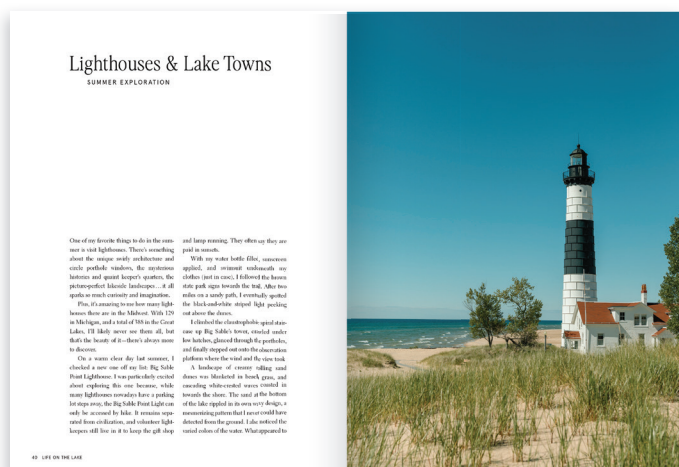 Lighthouses & Lake Towns
SUMMER EXPLORATION
One of my favorite things to do in the sum-
mer is visit lighthouses. There's something
about the unique swirly architecture and
circle porthole windows, the mysterious
histories and quaint keeper's quarters, the
picture-perfect lakeside landscapes...it all
sparks so much curiosity and imagination.
Plus, it's amazing to me how many light-
houses there are in the Midwest. With 129
in Michigan, and a total of 388 in the Great
Lakes, I'll likely never see them all, but
that's the beauty of it—there's always more
to discover.
On a warm clear day last summer, I
checked a new one off my list: Big Sable
Point Lighthouse. I was particularly excited
about exploring this one because, while
many lighthouses nowadays have a parking
lot steps away, the Big Sable Point Light can
only be accessed by hike. It remains sepa-
rated from civilization, and volunteer light-
keepers still live in it to keep the gift shop
and lamp running. They often say they are
paid in sunsets.
With my water bottle filled, sunscreen
applied, and swimsuit underneath my
clothes (just in case), I followed the brown
state park signs towards the trail. After two
miles on a sandy path, I eventually spotted
the black-and-white striped light peeking
out above the dunes.
I climbed the claustrophobic spiral stair-
case up Big Sable's tower, crawled under
low hatches, glanced through the portholes,
and finally stepped out onto the observation
platform where the wind and the view took
A landscape of creamy rolling sand
dunes was blanketed in beach grass, and
cascading white-crested waves coasted in
towards the shore. The sand at the bottom
of the lake rippled in its own wavy design, a
mesmerizing pattern that I never could have
detected from the ground. I also noticed the
varied colors of the water. What appeared to
40 LIFE ON THE LAKE